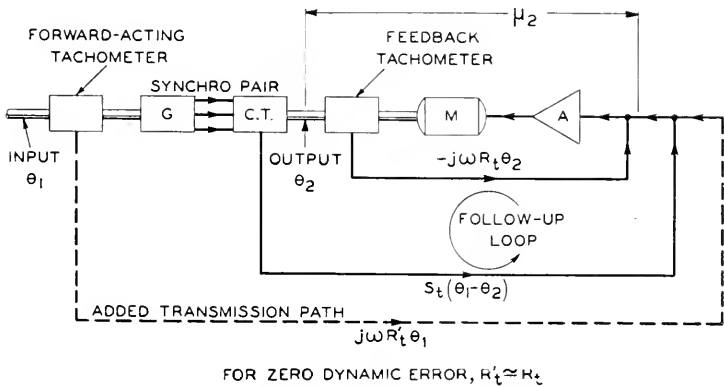 μ2
FORWARD-ACTING
TACHOMETER
FEEDBACK
TACHOMETER
SYNCHRO PAIR
G
C.T.
M
A
INPUT
θ1
OUTPUT
θ2
-jωRtθ2
FOLLOW-UP
LOOP
St(θ1-θ2)
ADDED TRANSMISSION PATH
jωR't θ1
FOR ZERO DYNAMIC ERROR, R't≃Rt